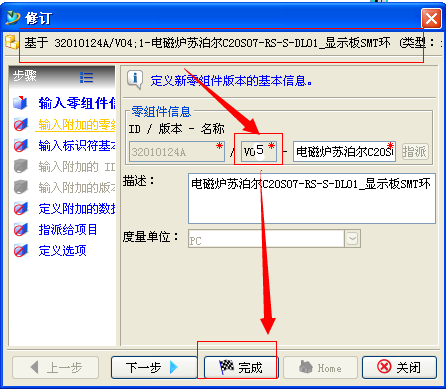 修订
基于 32010124A/V04;1-电磁炉苏泊尔C20S07-RS-S-DL01_显示板SMT环 (类型:
步骤
输入零组件信
输入附加的零组
输入标识符基本
输入附加的 ID
输入附加的版本
定义附加的数据
指派给项目
定义选项
定义新零组件版本的基本信息。
零组件信息
ID / 版本 - 名称
32010124A * / V05 * - 电磁炉苏泊尔C20S * 指派
描述：
电磁炉苏泊尔C20S07-RS-S-DL01_显示板SMT环
度量单位：
PC
上一步 下一步 完成 Home 关闭